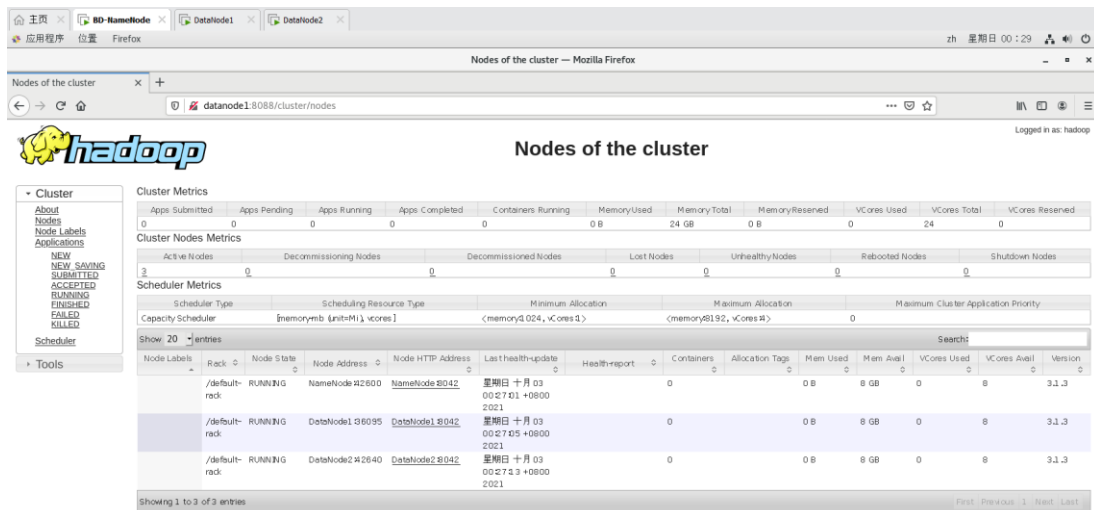 主页 BD-NameNode DataNode1 DataNode2
应用程序 位置 Firefox zh 星期日 00:29
Nodes of the cluster — Mozilla Firefox
Nodes of the cluster
datanode1:8088/cluster/nodes
Logged in as: hadoop
hadoop
Nodes of the cluster
Cluster
About
Nodes
Node Labels
Applications
NEW
NEW_SAVING
SUBMITTED
ACCEPTED
RUNNING
FINISHED
FAILED
KILLED
Scheduler
Tools
Cluster Metrics
Apps Submitted Apps Pending Apps Running Apps Completed Containers Running Memory Used Memory Total Memory Reserved VCores Used VCores Total VCores Reserved
0 0 0 0 0 0 B 24 GB 0 B 0 24 0
Cluster Nodes Metrics
Active Nodes Decommissioning Nodes Decommissioned Nodes Lost Nodes Unhealthy Nodes Rebooted Nodes Shutdown Nodes
3 0 0 0 0 0 0
Scheduler Metrics
Scheduler Type Scheduling Resource Type Minimum Allocation Maximum Allocation Maximum Cluster Application Priority
Capacity Scheduler [memory-mb (unit=Mi), vcores] <memory:1024, vCores:1> <memory:8192, vCores:4> 0
Show 20 entries Search:
Node Labels Rack Node State Node Address Node HTTP Address Last health-update Health-report Containers Allocation Tags Mem Used Mem Avail VCores Used VCores Avail Version
/default- RUNNING NameNode:42600 NameNode:8042 星期日 十月 03 0 0 B 8 GB 0 8 3.1.3
rack 00:27:01 +0800
2021
/default- RUNNING DataNode1:36095 DataNode1:8042 星期日 十月 03 0 0 B 8 GB 0 8 3.1.3
rack 00:27:05 +0800
2021
/default- RUNNING DataNode2:42640 DataNode2:8042 星期日 十月 03 0 0 B 8 GB 0 8 3.1.3
rack 00:27:13 +0800
2021
Showing 1 to 3 of 3 entries First Previous 1 Next Last